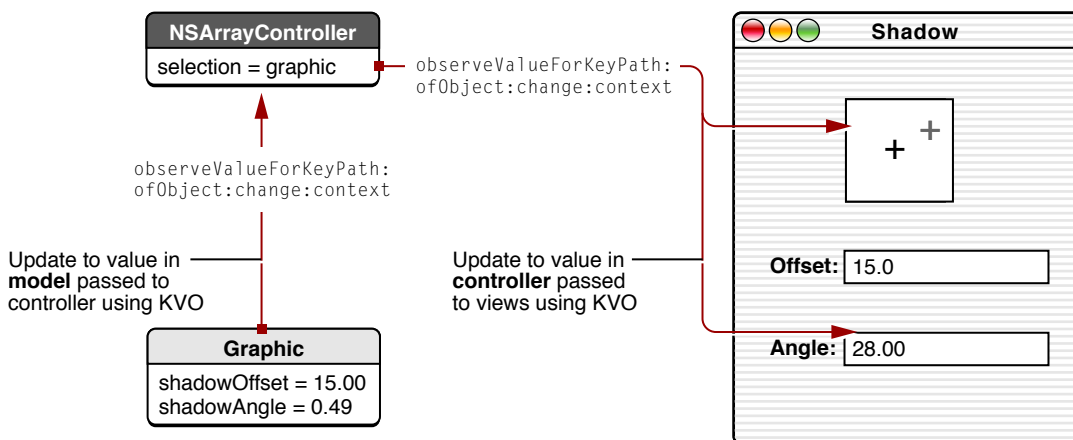 NSArrayController
selection = graphic
observeValueForKeyPath:
ofObject:change:context
observeValueForKeyPath:
ofObject:change:context
Update to value in
model passed to
controller using KVO
Graphic
shadowOffset = 15.00
shadowAngle = 0.49
Update to value in
controller passed
to views using KVO
Shadow
+
+
Offset: 15.0
Angle: 28.00